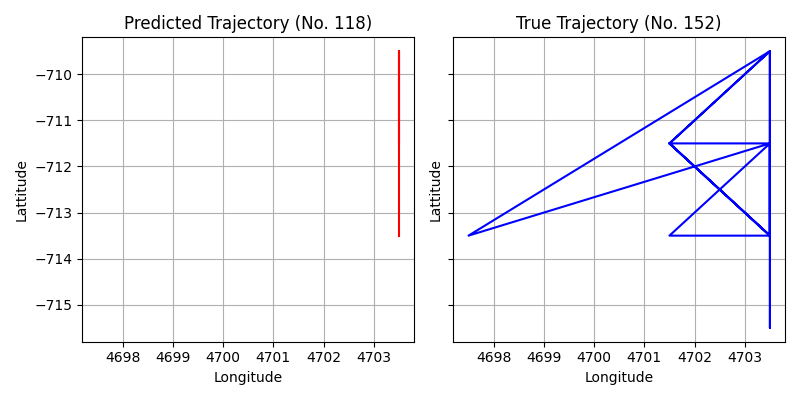 Predicted Trajectory (No. 118)
True Trajectory (No. 152)
−710
−711
−712
−713
−714
−715
Lattitude
Lattitude
4698 4699 4700 4701 4702 4703
4698 4699 4700 4701 4702 4703
Longitude
Longitude